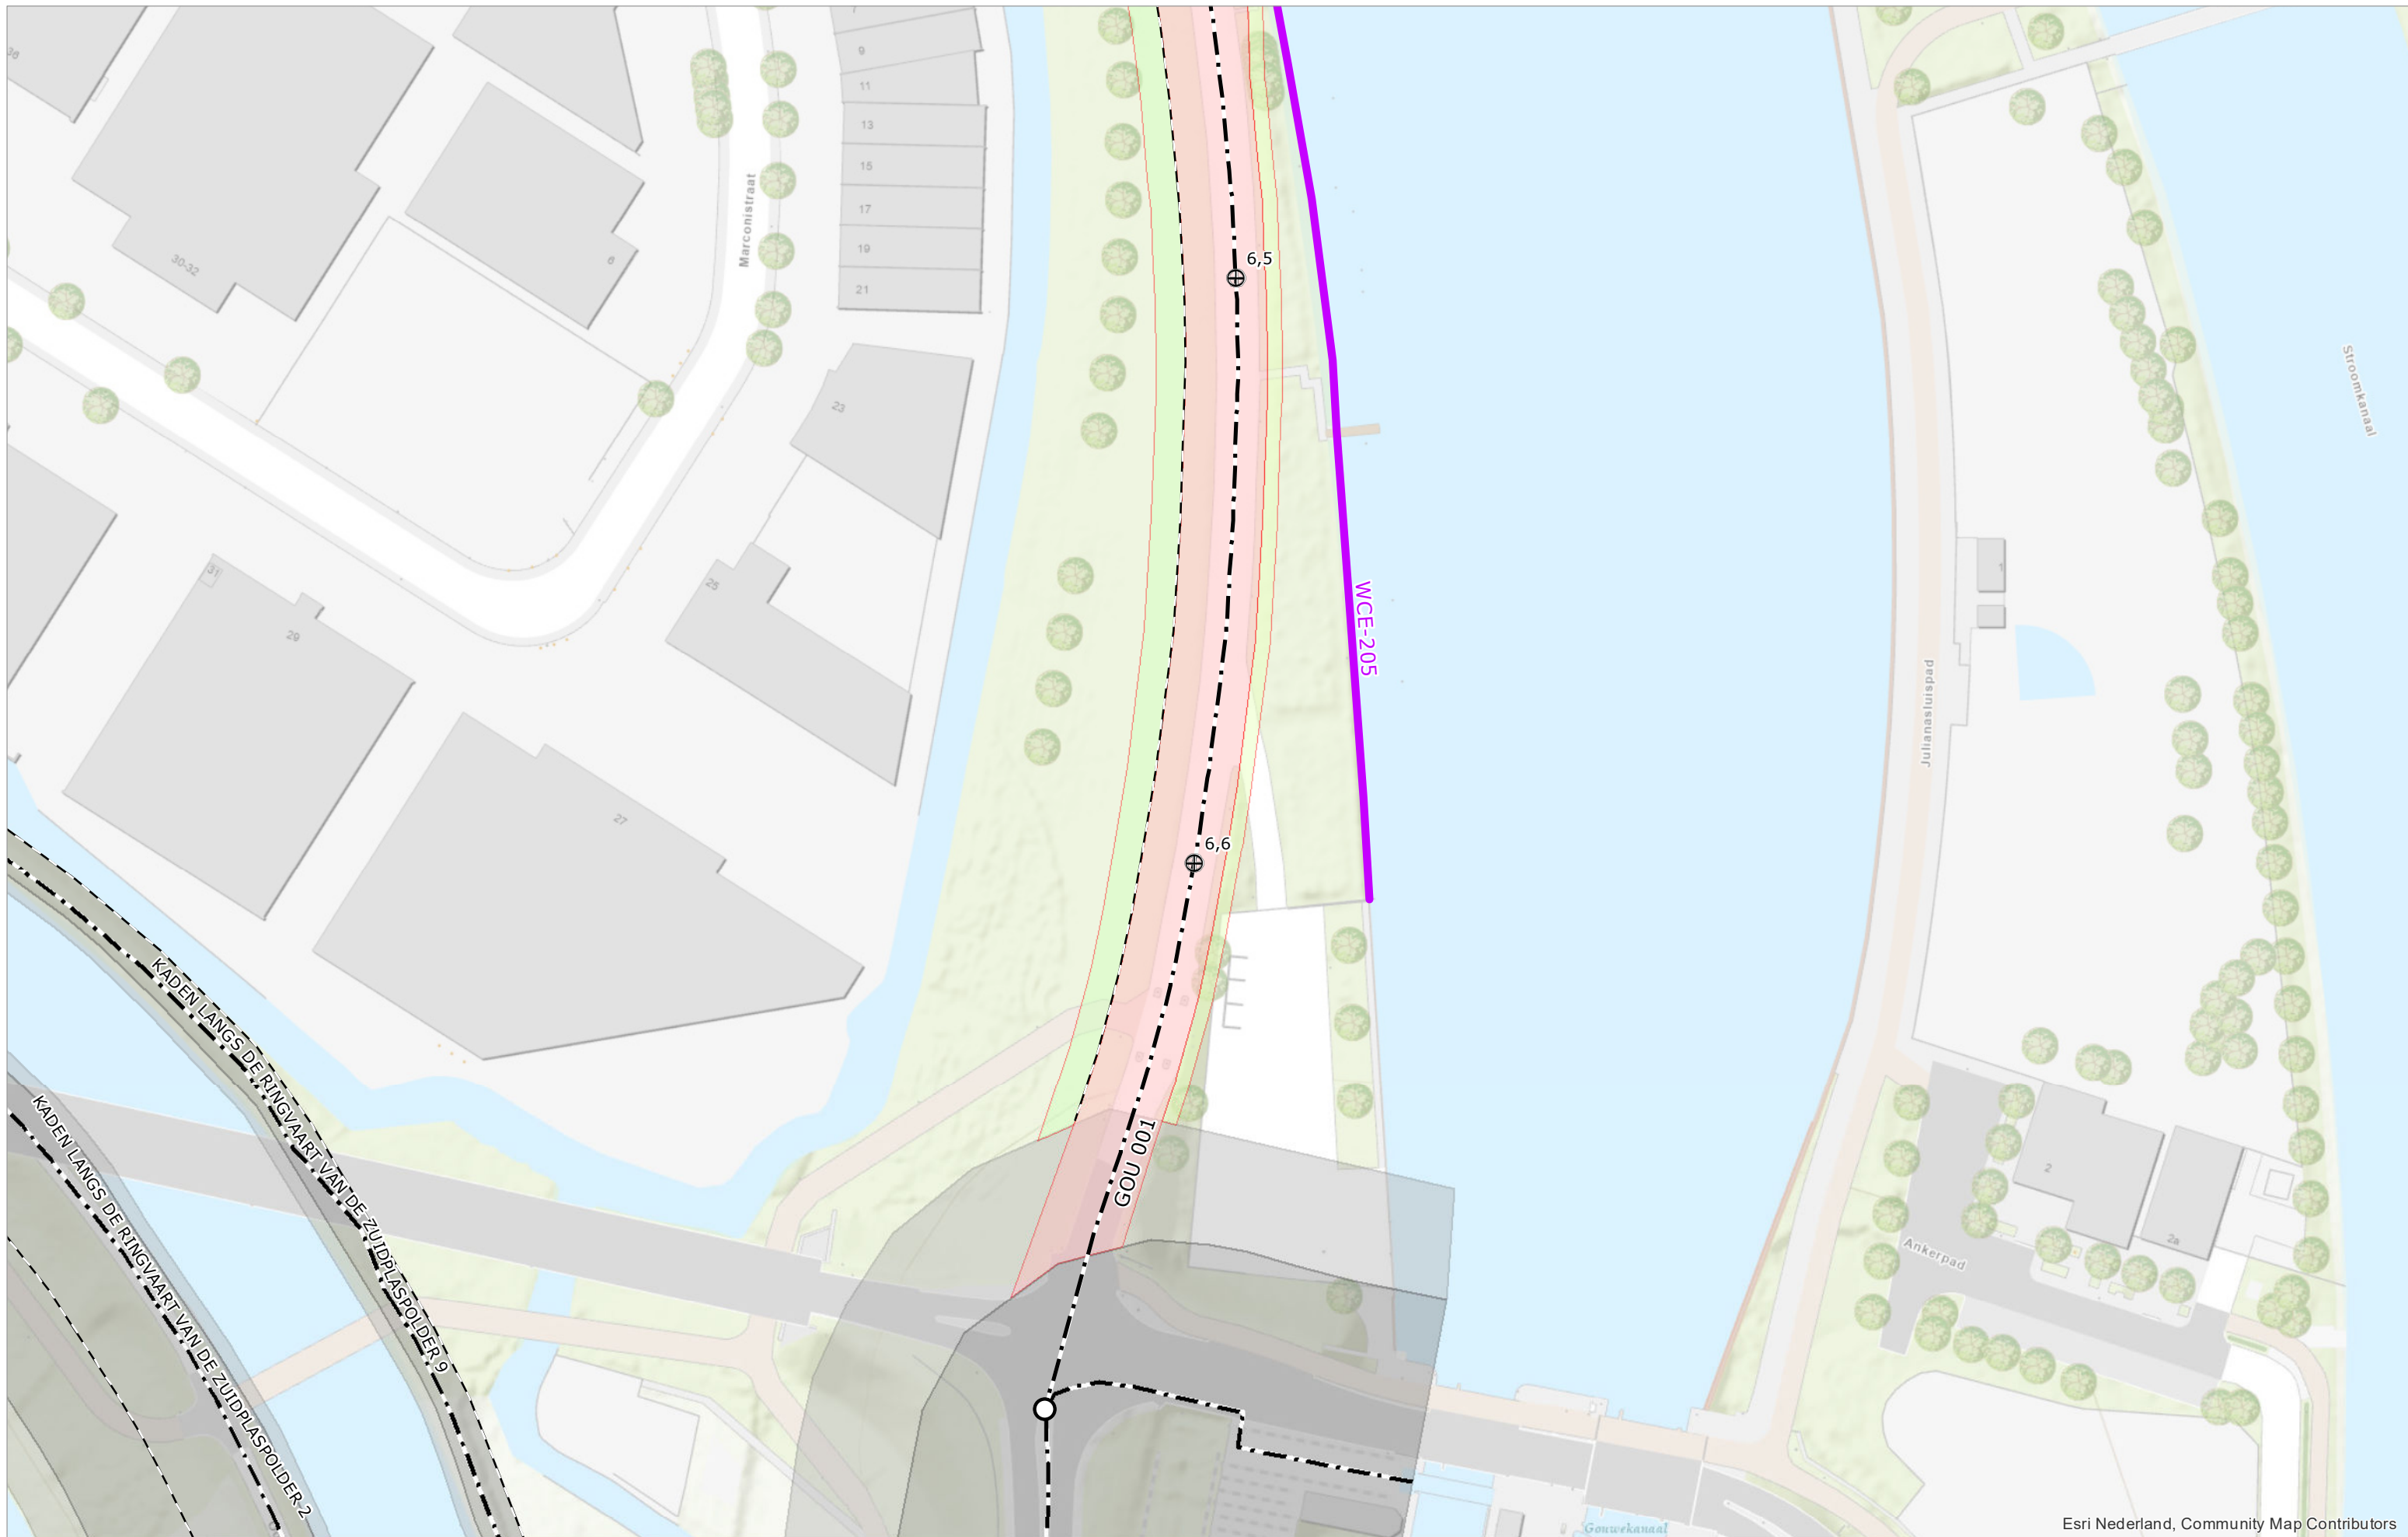 38
9
11
13
15
17
19
21
30-32
6
Marconistraat
6,5
Stroomkanaal
23
25
31
29
WCE-205
1
Julianasluispad
27
6,6
KADEN LANGS DE RINGVAART VAN DE ZUIDPLASPOLDER 9
KADEN LANGS DE RINGVAART VAN DE ZUIDPLASPOLDER 2
GOU 001
2
2a
Ankerpad
Gouwekanaal
Esri Nederland, Community Map Contributors